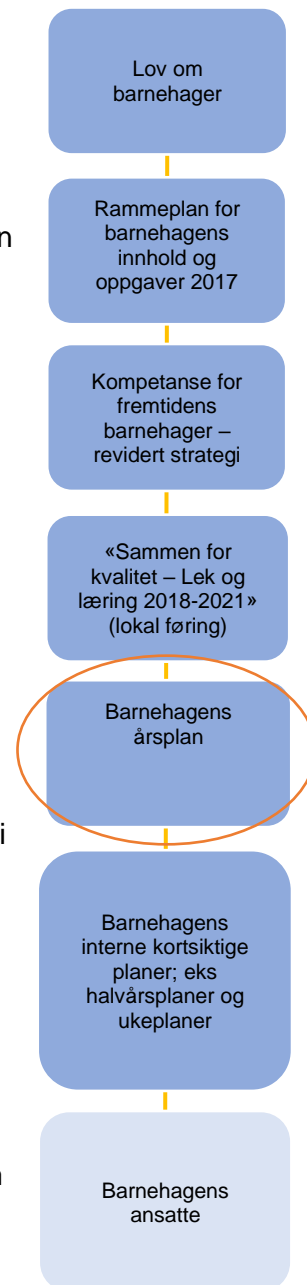 Lov om
barnehager
Rammeplan for
barnehagens
innhold og
oppgaver 2017
n
Kompetanse for
fremtidens
barnehager –
revidert strategi
«Sammen for
kvalitet – Lek og
læring 2018-2021»
(lokal føring)
Barnehagens
årsplan
i
Barnehagens
interne kortsiktige
planer; eks
halvårsplaner og
ukeplaner
Barnehagens
ansatte